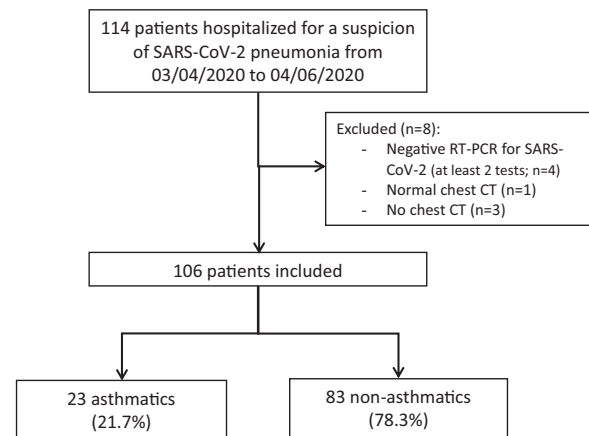 114 patients hospitalized for a suspicion
of SARS-CoV-2 pneumonia from
03/04/2020 to 04/06/2020
Excluded (n=8):
- Negative RT-PCR for SARS-
CoV-2 (at least 2 tests; n=4)
- Normal chest CT (n=1)
- No chest CT (n=3)
106 patients included
23 asthmatics
(21.7%)
83 non-asthmatics
(78.3%)